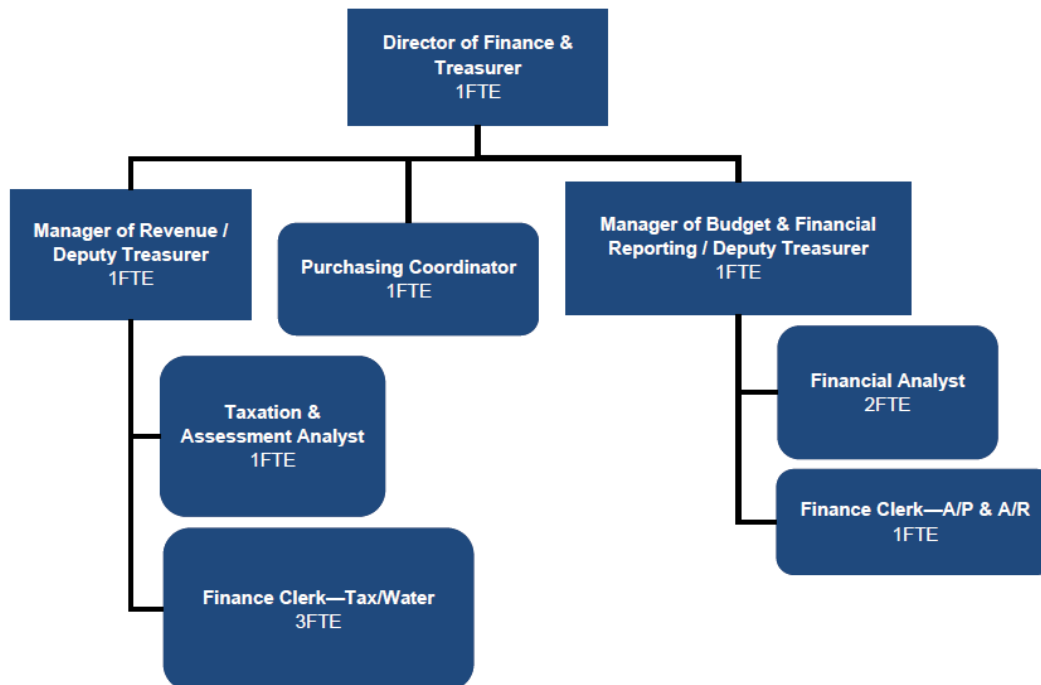 Director of Finance &
Treasurer
1FTE
Manager of Revenue /
Deputy Treasurer
1FTE
Purchasing Coordinator
1FTE
Manager of Budget & Financial
Reporting / Deputy Treasurer
1FTE
Taxation &
Assessment Analyst
1FTE
Finance Clerk—Tax/Water
3FTE
Financial Analyst
2FTE
Finance Clerk—A/P & A/R
1FTE